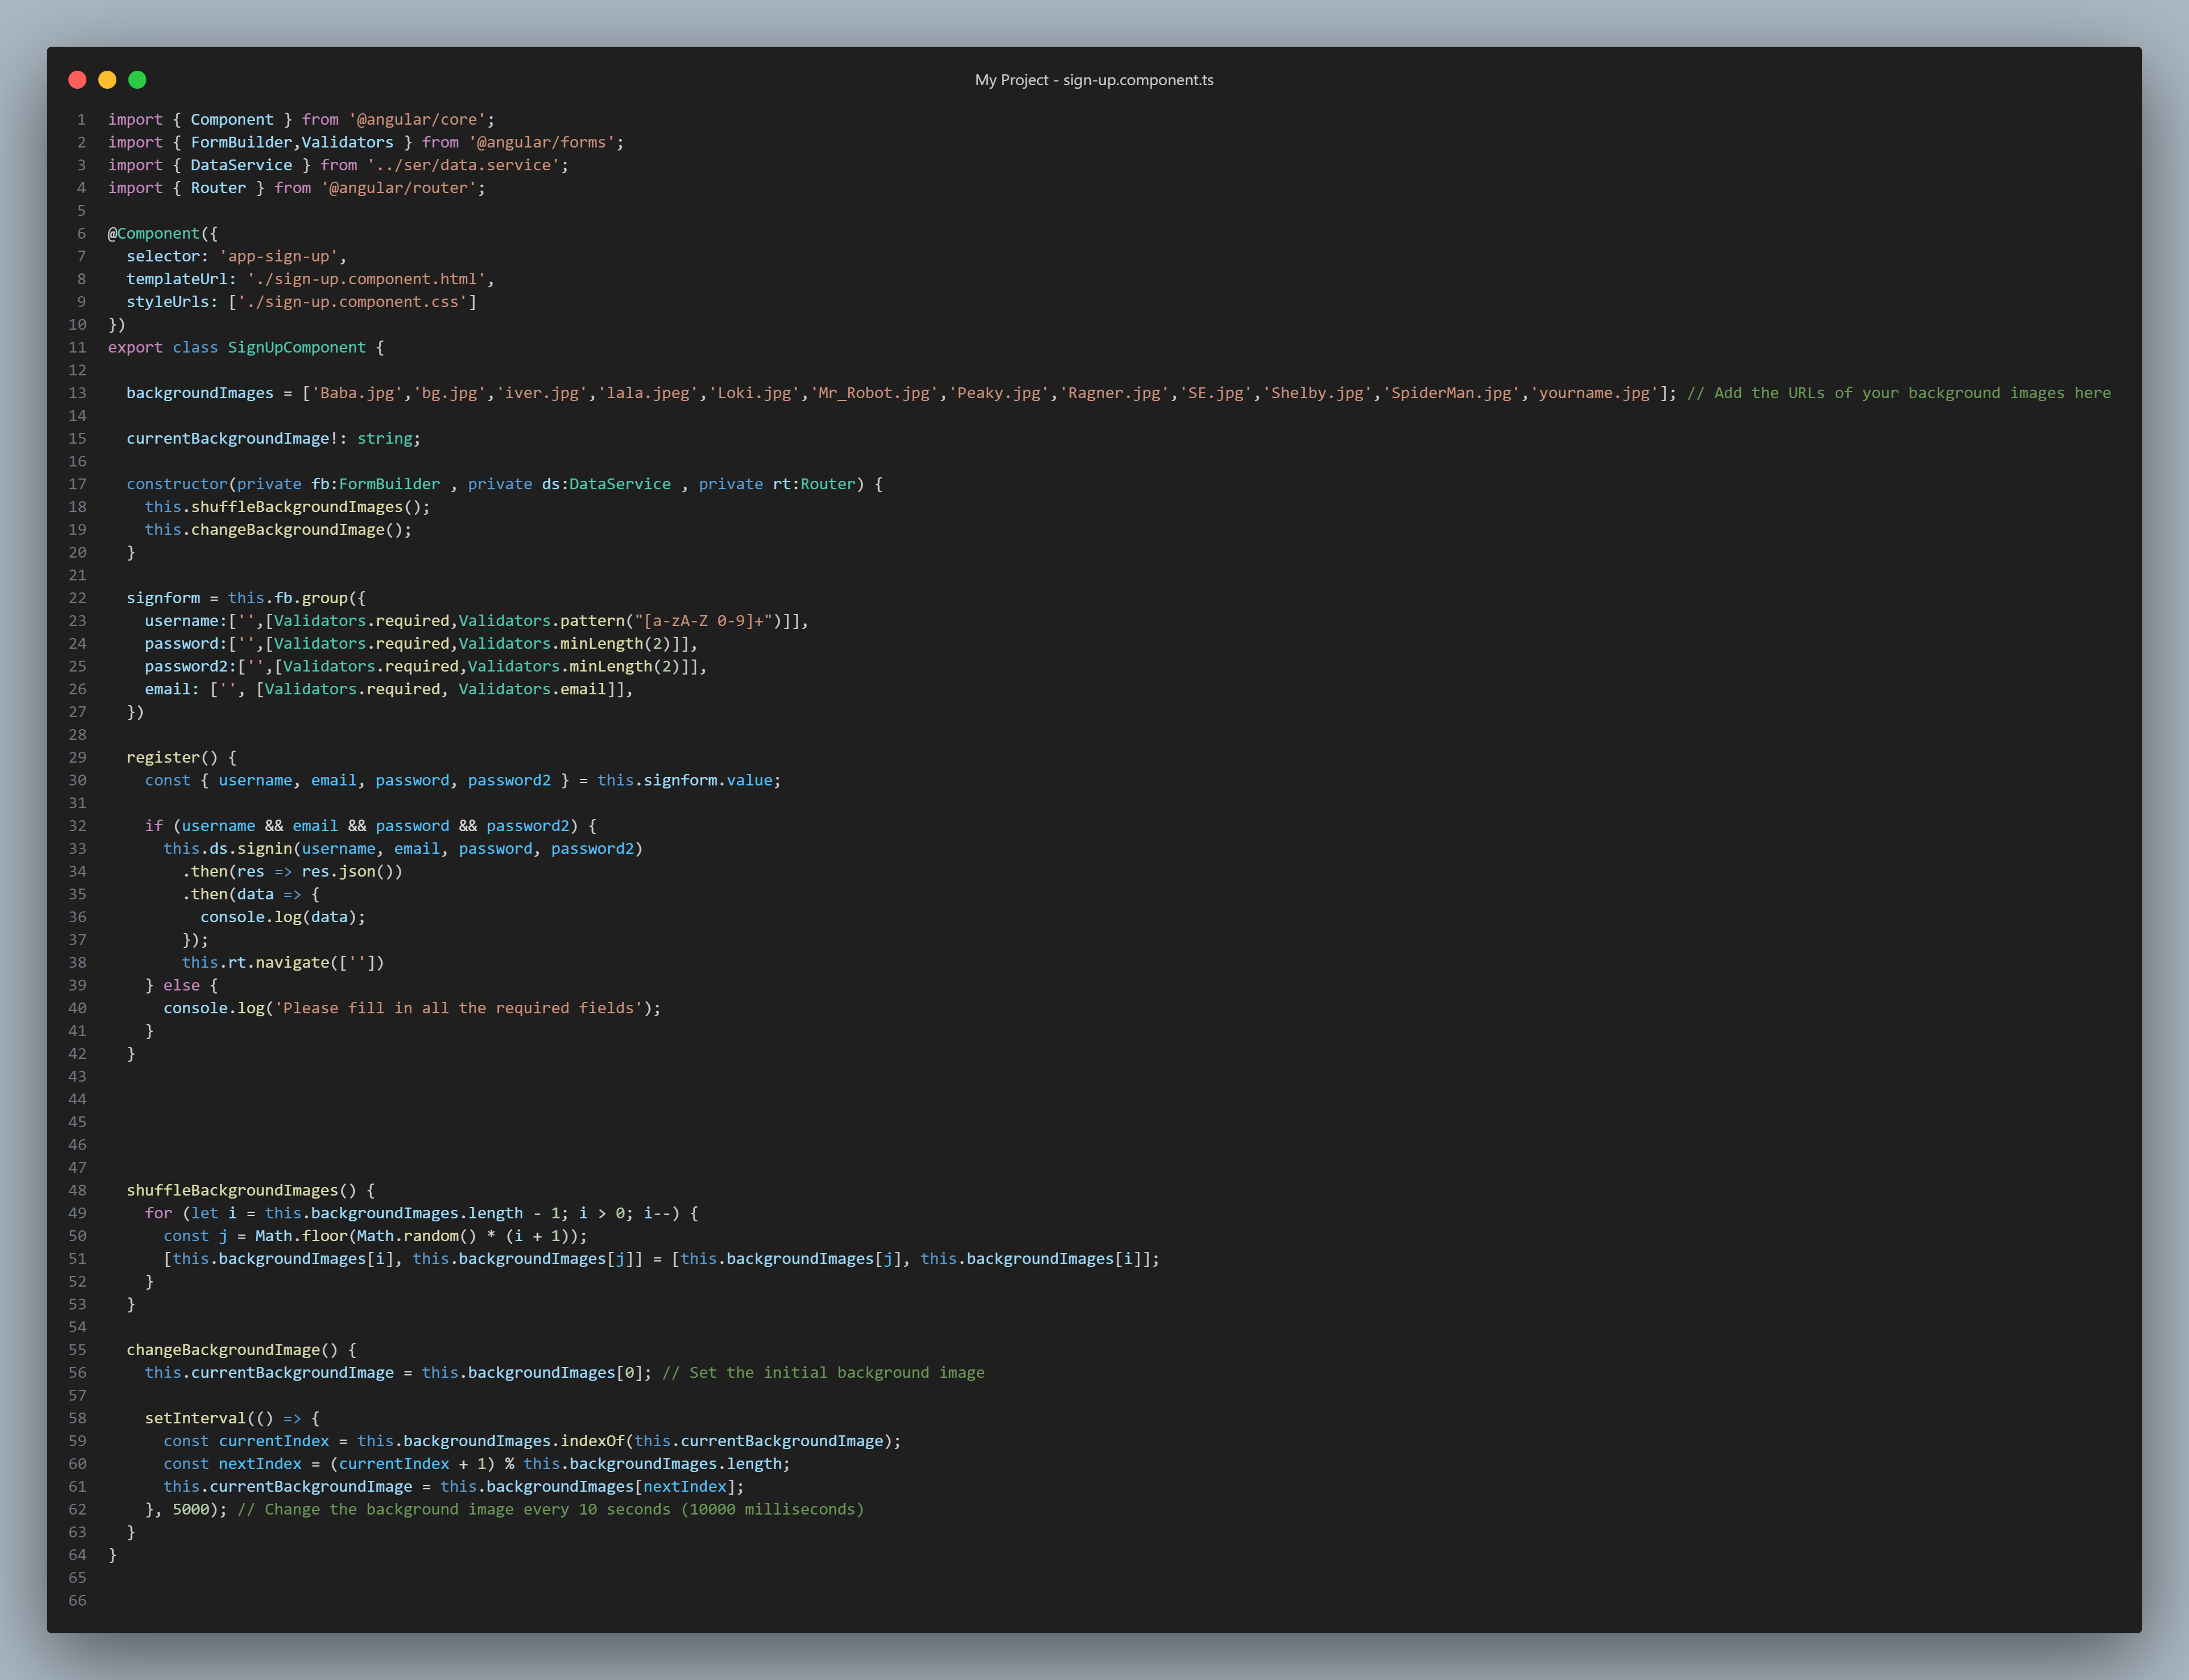 My Project - sign-up.component.ts
1 import { Component } from '@angular/core';
2 import { FormBuilder,Validators } from '@angular/forms';
3 import { DataService } from '../ser/data.service';
4 import { Router } from '@angular/router';
5
6 @Component({
7   selector: 'app-sign-up',
8   templateUrl: './sign-up.component.html',
9   styleUrls: ['./sign-up.component.css']
10 })
11 export class SignUpComponent {
12
13   backgroundImages = ['Baba.jpg','bg.jpg','iver.jpg','lala.jpeg','Loki.jpg','Mr_Robot.jpg','Peaky.jpg','Ragner.jpg','SE.jpg','Shelby.jpg','SpiderMan.jpg','yourname.jpg']; // Add the URLs of your background images here
14
15   currentBackgroundImage!: string;
16
17   constructor(private fb:FormBuilder , private ds:DataService , private rt:Router) {
18     this.shuffleBackgroundImages();
19     this.changeBackgroundImage();
20   }
21
22   signform = this.fb.group({
23     username:['',[Validators.required,Validators.pattern("[a-zA-Z 0-9]+")]],
24     password:['',[Validators.required,Validators.minLength(2)]],
25     password2:['',[Validators.required,Validators.minLength(2)]],
26     email: ['', [Validators.required, Validators.email]],
27   })
28
29   register() {
30     const { username, email, password, password2 } = this.signform.value;
31
32     if (username && email && password && password2) {
33       this.ds.signin(username, email, password, password2)
34         .then(res => res.json())
35         .then(data => {
36           console.log(data);
37         });
38         this.rt.navigate([''])
39     } else {
40       console.log('Please fill in all the required fields');
41     }
42   }
43
44
45
46
47
48   shuffleBackgroundImages() {
49     for (let i = this.backgroundImages.length - 1; i > 0; i--) {
50       const j = Math.floor(Math.random() * (i + 1));
51       [this.backgroundImages[i], this.backgroundImages[j]] = [this.backgroundImages[j], this.backgroundImages[i]];
52     }
53   }
54
55   changeBackgroundImage() {
56     this.currentBackgroundImage = this.backgroundImages[0]; // Set the initial background image
57
58     setInterval(() => {
59       const currentIndex = this.backgroundImages.indexOf(this.currentBackgroundImage);
60       const nextIndex = (currentIndex + 1) % this.backgroundImages.length;
61       this.currentBackgroundImage = this.backgroundImages[nextIndex];
62     }, 5000); // Change the background image every 10 seconds (10000 milliseconds)
63   }
64 }
65
66